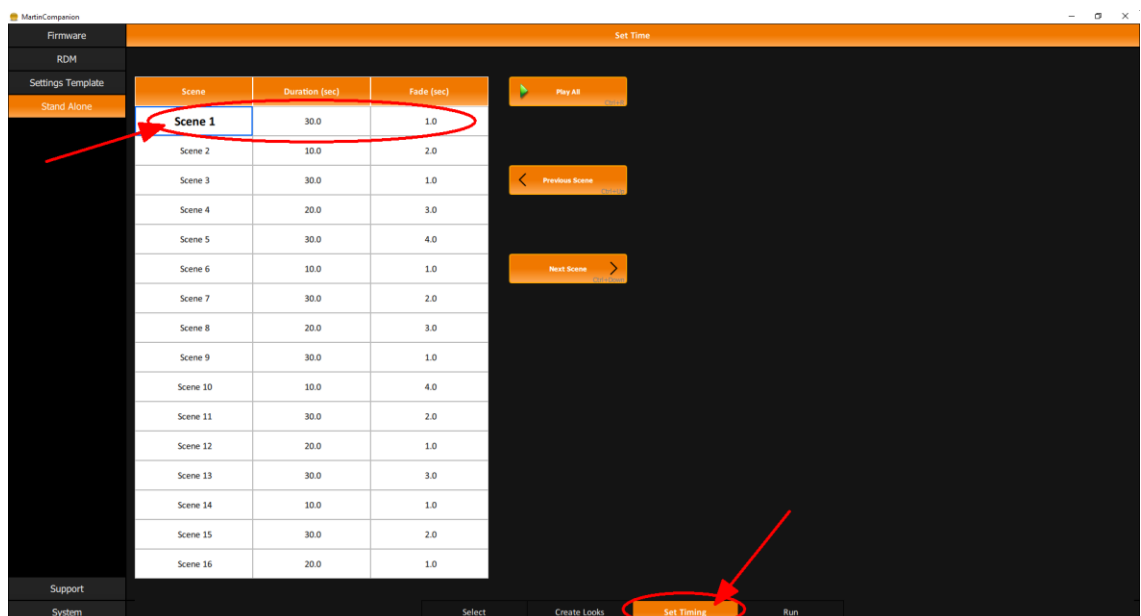 MartinCompanion
Firmware
RDM
Settings Template
Stand Alone
Support
System
Set Time
Scene Duration (sec) Fade (sec)
Scene 1 30.0 1.0
Scene 2 10.0 2.0
Scene 3 30.0 1.0
Scene 4 20.0 3.0
Scene 5 30.0 4.0
Scene 6 10.0 1.0
Scene 7 30.0 2.0
Scene 8 20.0 3.0
Scene 9 30.0 1.0
Scene 10 10.0 4.0
Scene 11 30.0 2.0
Scene 12 20.0 1.0
Scene 13 30.0 3.0
Scene 14 10.0 1.0
Scene 15 30.0 2.0
Scene 16 20.0 1.0
Play All
Previous Scene
Ctrl+Up
Next Scene
Ctrl+Down
Select Create Looks Set Timing Run